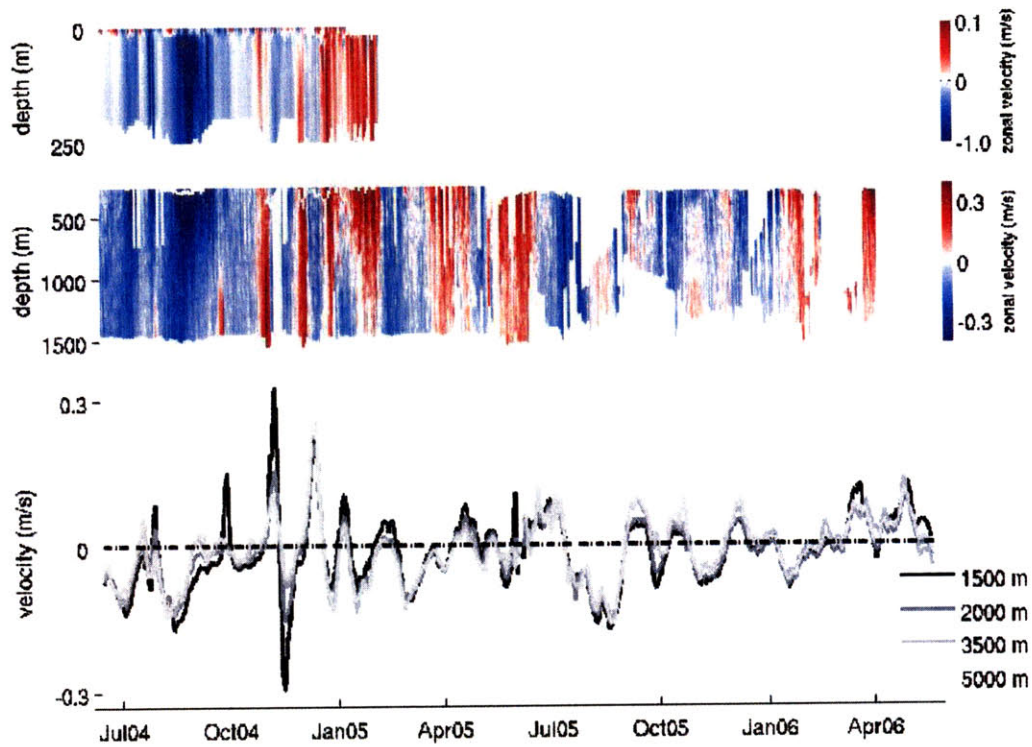 0
depth (m)
250
0.1
0
-1.0
zonal velocity (m/s)
500
1000
1500
depth (m)
0.3
0
-0.3
zonal velocity (m/s)
0.3
0
-0.3
velocity (m/s)
1500 m
2000 m
3500 m
5000 m
Jul04 Oct04 Jan05 Apr05 Jul05 Oct05 Jan06 Apr06